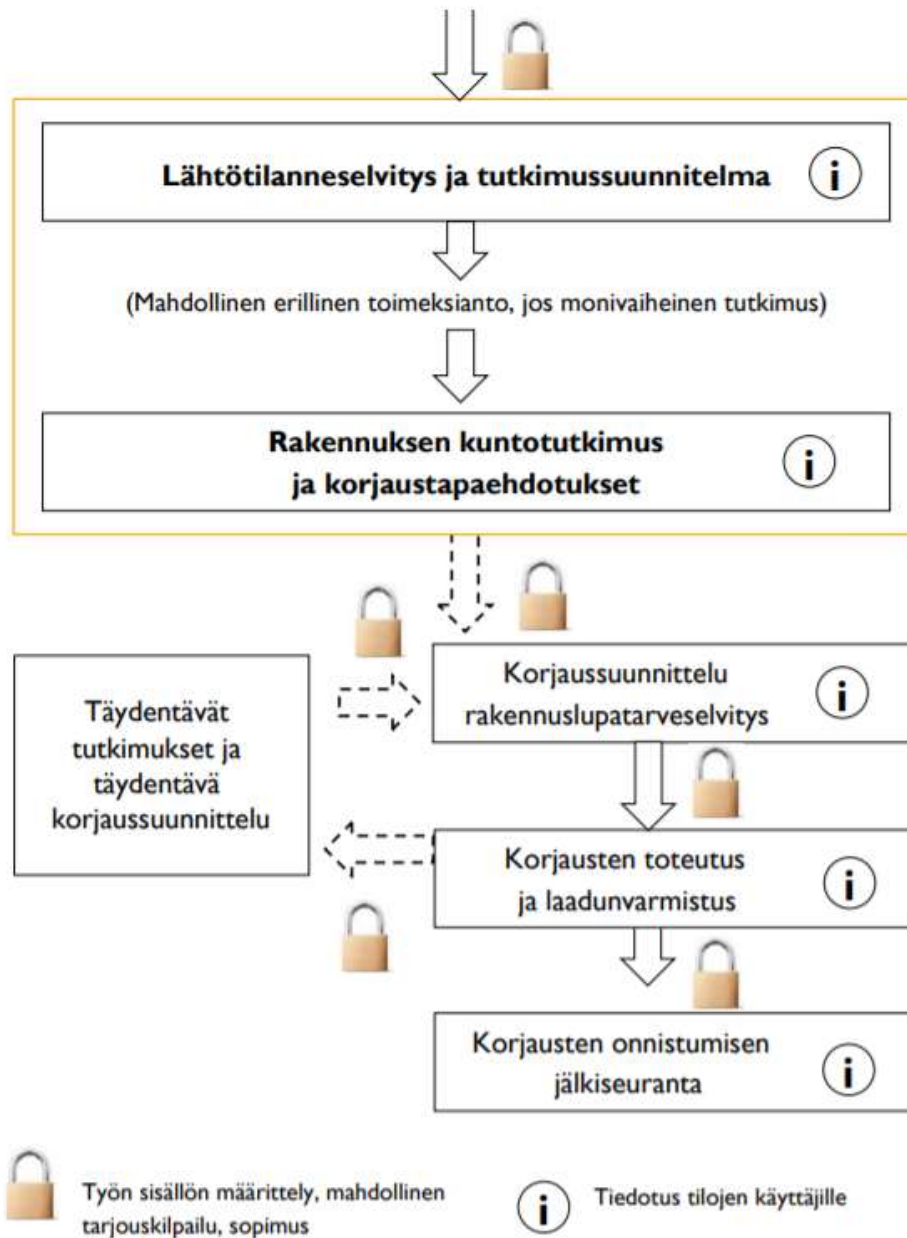 Lähtötilanneselvitys ja tutkimussuunnitelma
i
(Mahdollinen erillinen toimeksianto, jos monivaiheinen tutkimus)
Rakennuksen kuntotutkimus
ja korjaustapaehdotukset
i
Korjaussuunnittelu
rakennuslupatarveselvitys
i
Täydentävät
tutkimukset ja
täydentävä
korjaussuunnittelu
Korjausten toteutus
ja laadunvarmistus
i
Korjausten onnistumisen
jälkiseuranta
i
Työn sisällön määrittely, mahdollinen
tarjouskilpailu, sopimus
i
Tiedotus tilojen käyttäjille